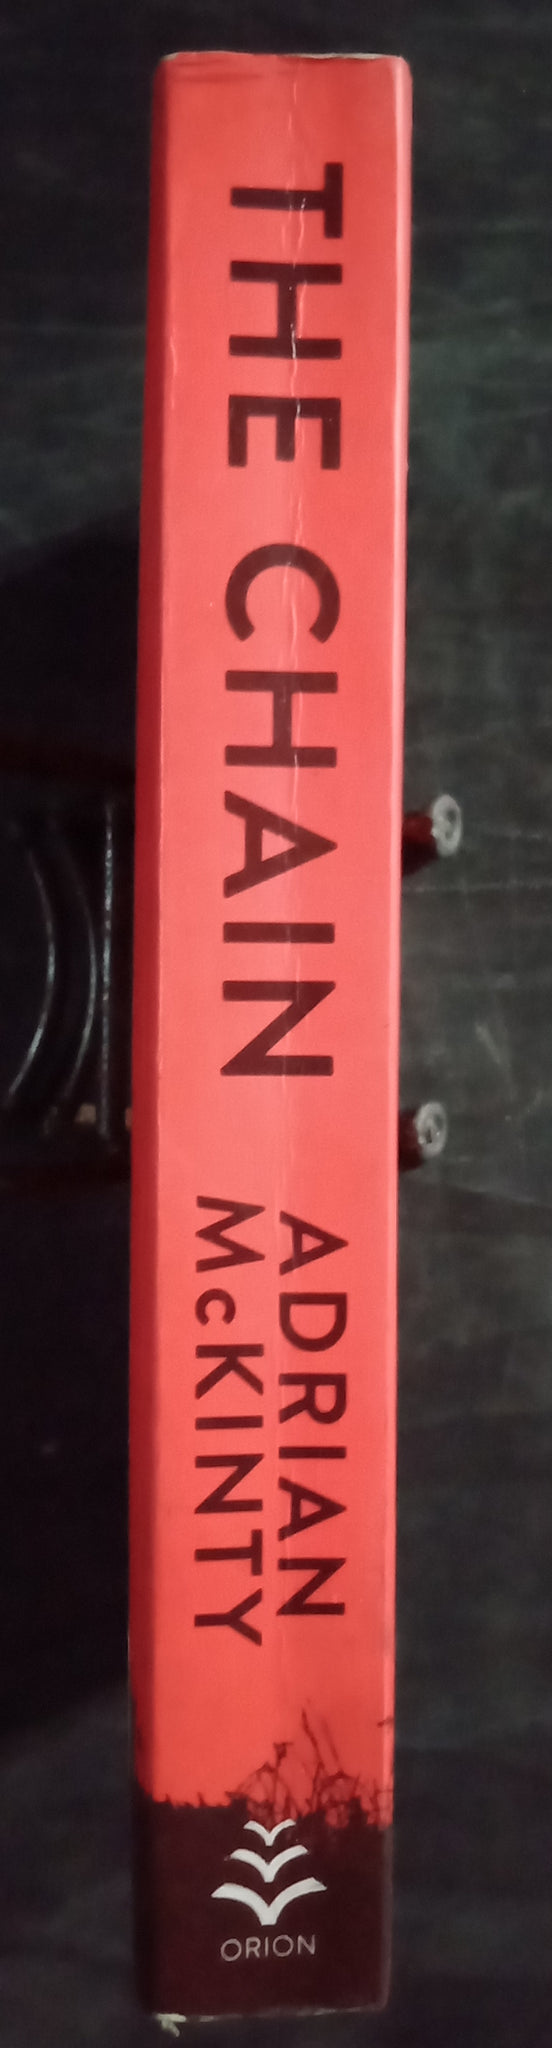 THE CHAIN
ADRIAN
McKINTY
ORION